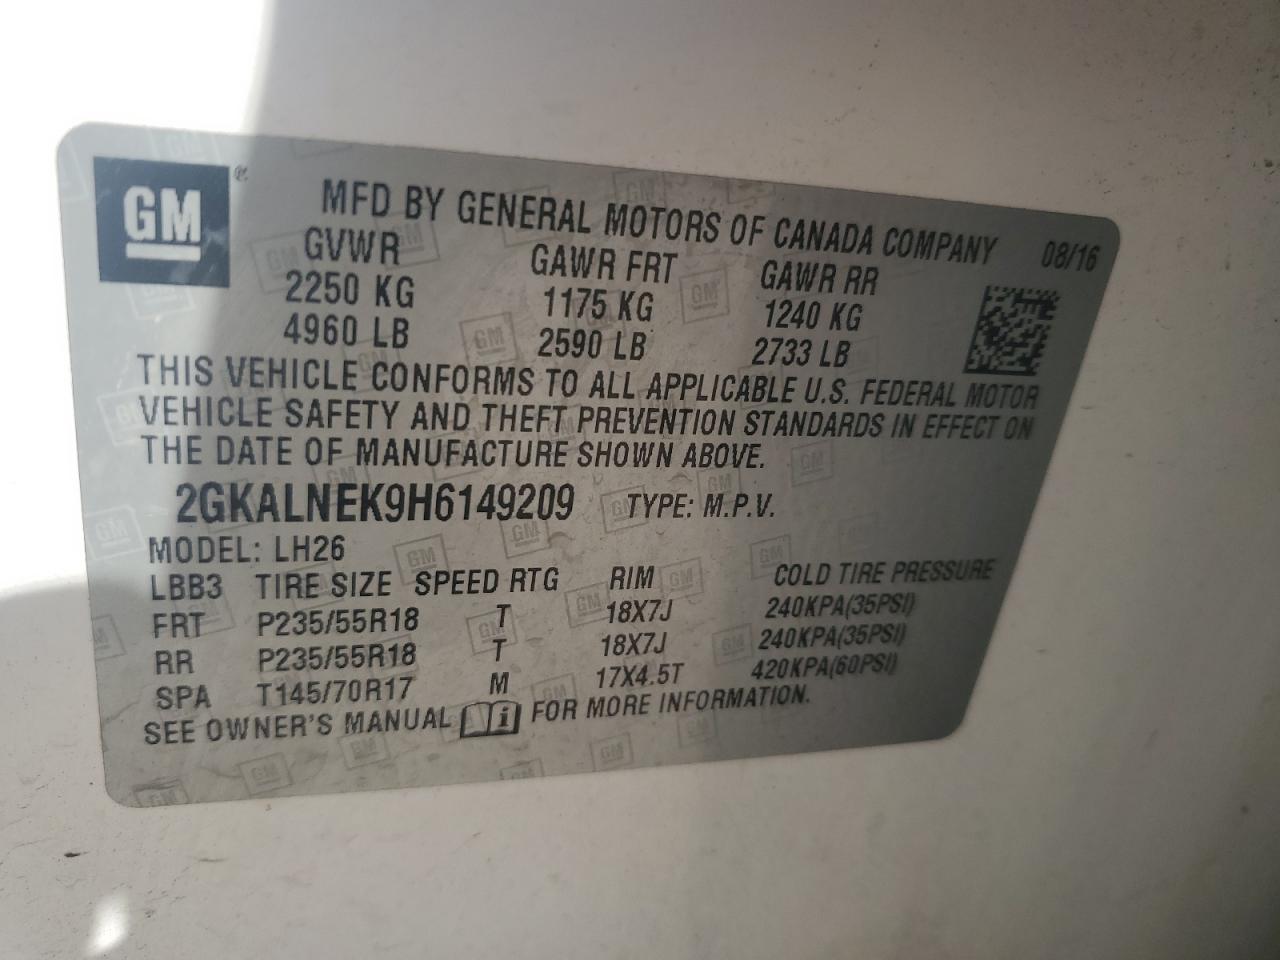 GM ®
MFD BY GENERAL MOTORS OF CANADA COMPANY 08/16
GVWR GAWR FRT GAWR RR
2250 KG 1175 KG 1240 KG
4960 LB 2590 LB 2733 LB
THIS VEHICLE CONFORMS TO ALL APPLICABLE U.S. FEDERAL MOTOR
VEHICLE SAFETY AND THEFT PREVENTION STANDARDS IN EFFECT ON
THE DATE OF MANUFACTURE SHOWN ABOVE.
2GKALNEK9H6149209 TYPE: M.P.V.
MODEL: LH26
LBB3 TIRE SIZE SPEED RTG RIM COLD TIRE PRESSURE
FRT P235/55R18 T 18X7J 240KPA(35PSI)
RR P235/55R18 T 18X7J 240KPA(35PSI)
SPA T145/70R17 M 17X4.5T 420KPA(60PSI)
SEE OWNER'S MANUAL i FOR MORE INFORMATION.